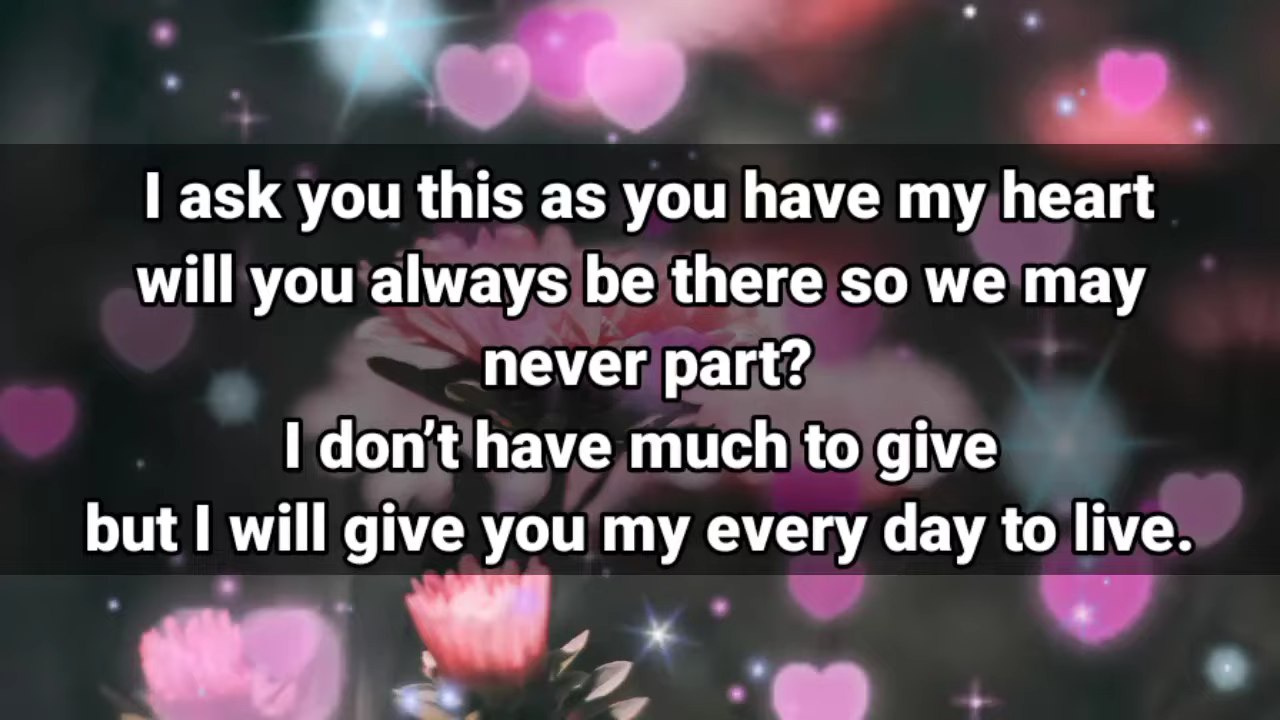 I ask you this as you have my heart
will you always be there so we may
never part?
I don’t have much to give
but I will give you my every day to live.